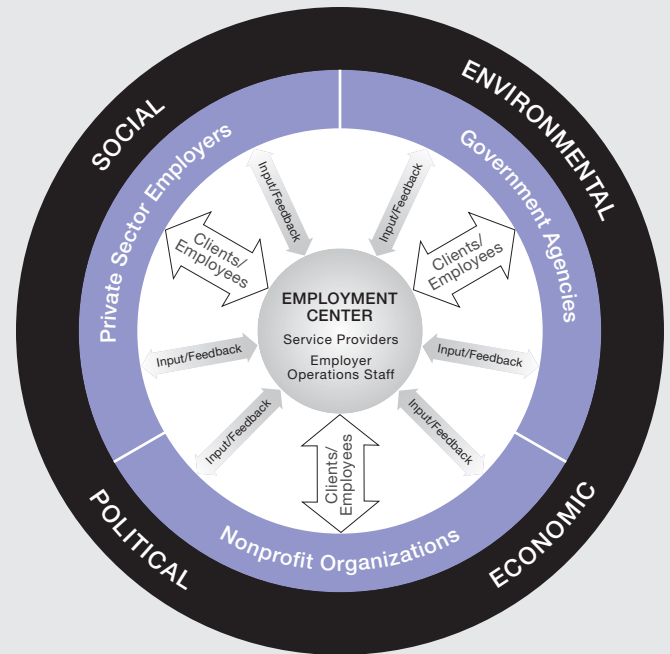 SOCIAL
ENVIRONMENTAL
Private Sector Employers
Government Agencies
Input/Feedback
Input/Feedback
Clients/
Employees
Clients/
Employees
EMPLOYMENT
CENTER
Service Providers
Employer
Operations Staff
Input/Feedback
Input/Feedback
Input/Feedback
Input/Feedback
Clients/
Employees
Nonprofit Organizations
POLITICAL
ECONOMIC